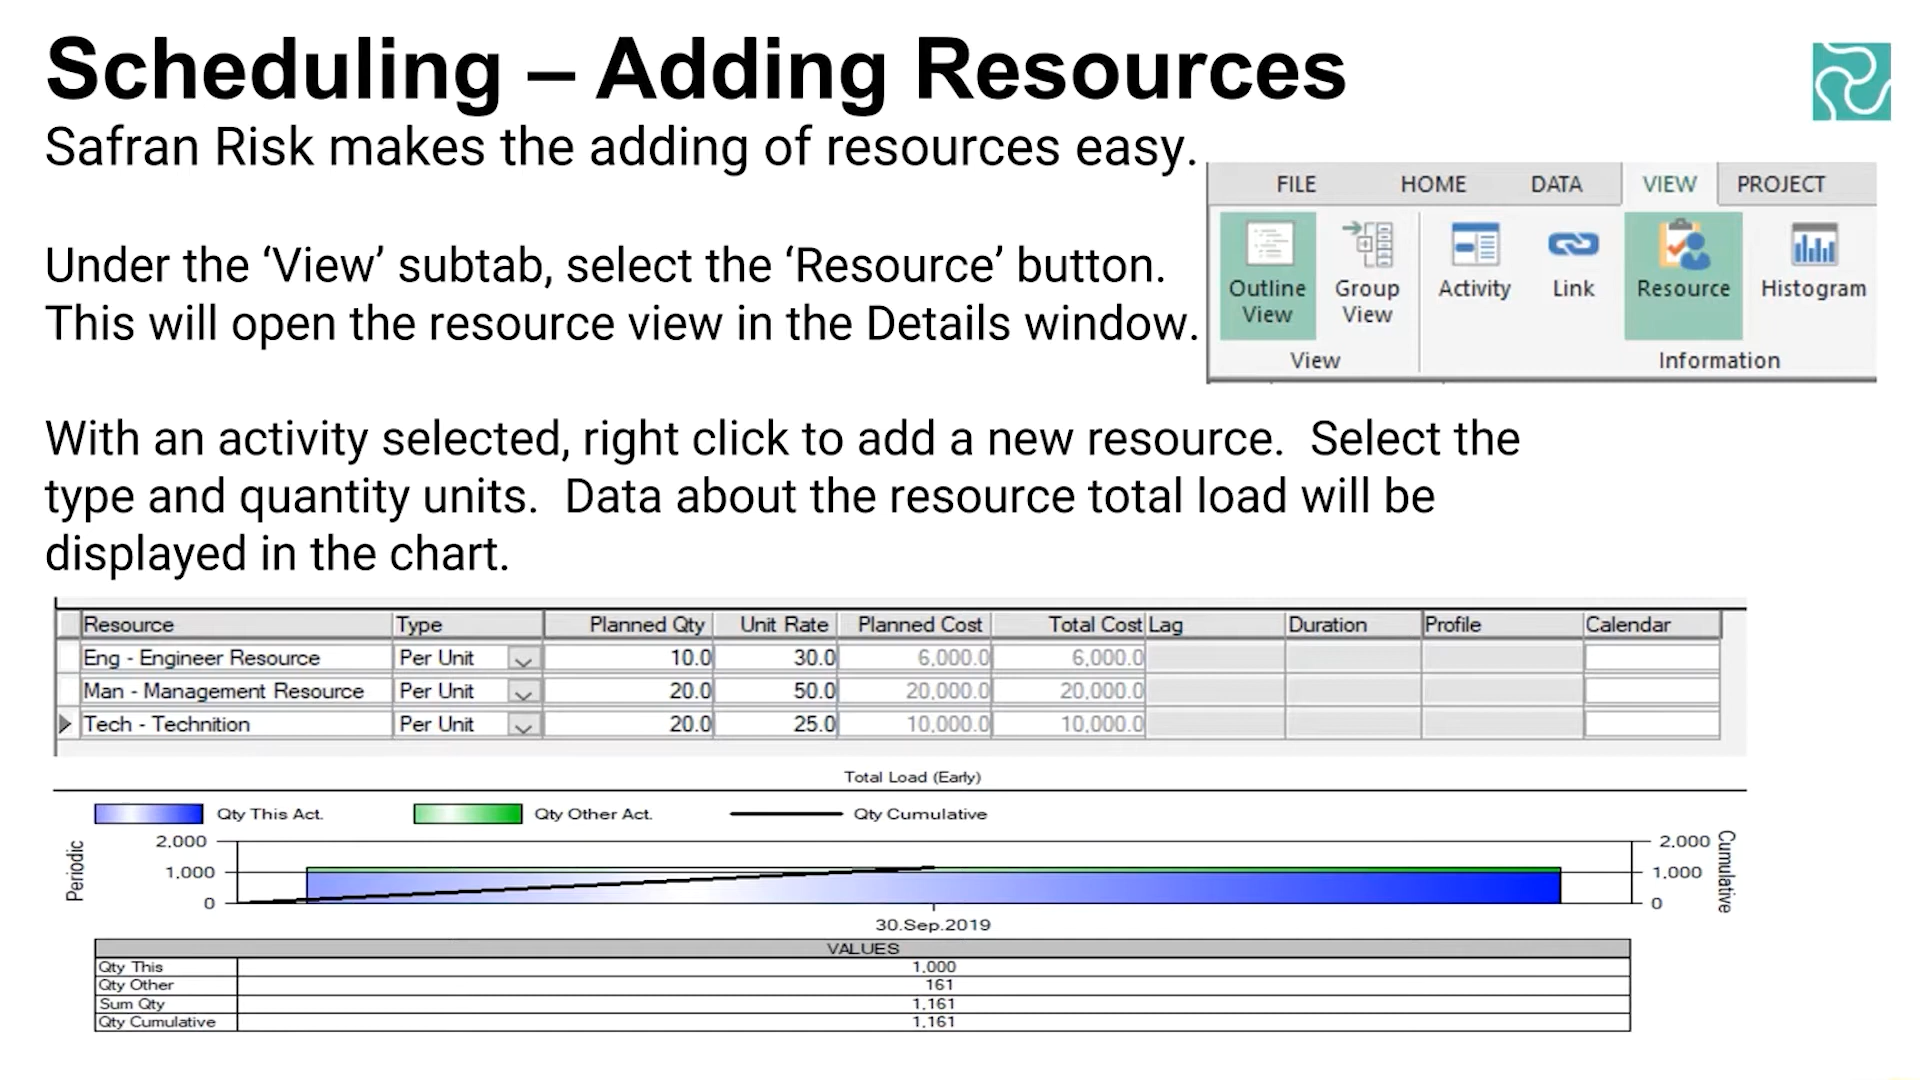 Scheduling – Adding Resources
Safran Risk makes the adding of resources easy.
FILE HOME DATA VIEW PROJECT
Outline View
Group View
Activity
Link
Resource
Histogram
View
Information
Under the ‘View’ subtab, select the ‘Resource’ button.
This will open the resource view in the Details window.
With an activity selected, right click to add a new resource.  Select the
type and quantity units.  Data about the resource total load will be
displayed in the chart.
Resource Type Planned Qty Unit Rate Planned Cost Total Cost Lag Duration Profile Calendar
Eng - Engineer Resource Per Unit 10.0 30.0 6,000.0 6,000.0
Man - Management Resource Per Unit 20.0 50.0 20,000.0 20,000.0
Tech - Technition Per Unit 20.0 25.0 10,000.0 10,000.0
Total Load (Early)
Qty This Act. Qty Other Act. Qty Cumulative
Periodic
2,000
1,000
0
2,000
1,000
0
Cumulative
30.Sep.2019
VALUES
Qty This 1,000
Qty Other 161
Sum Qty 1,161
Qty Cumulative 1,161